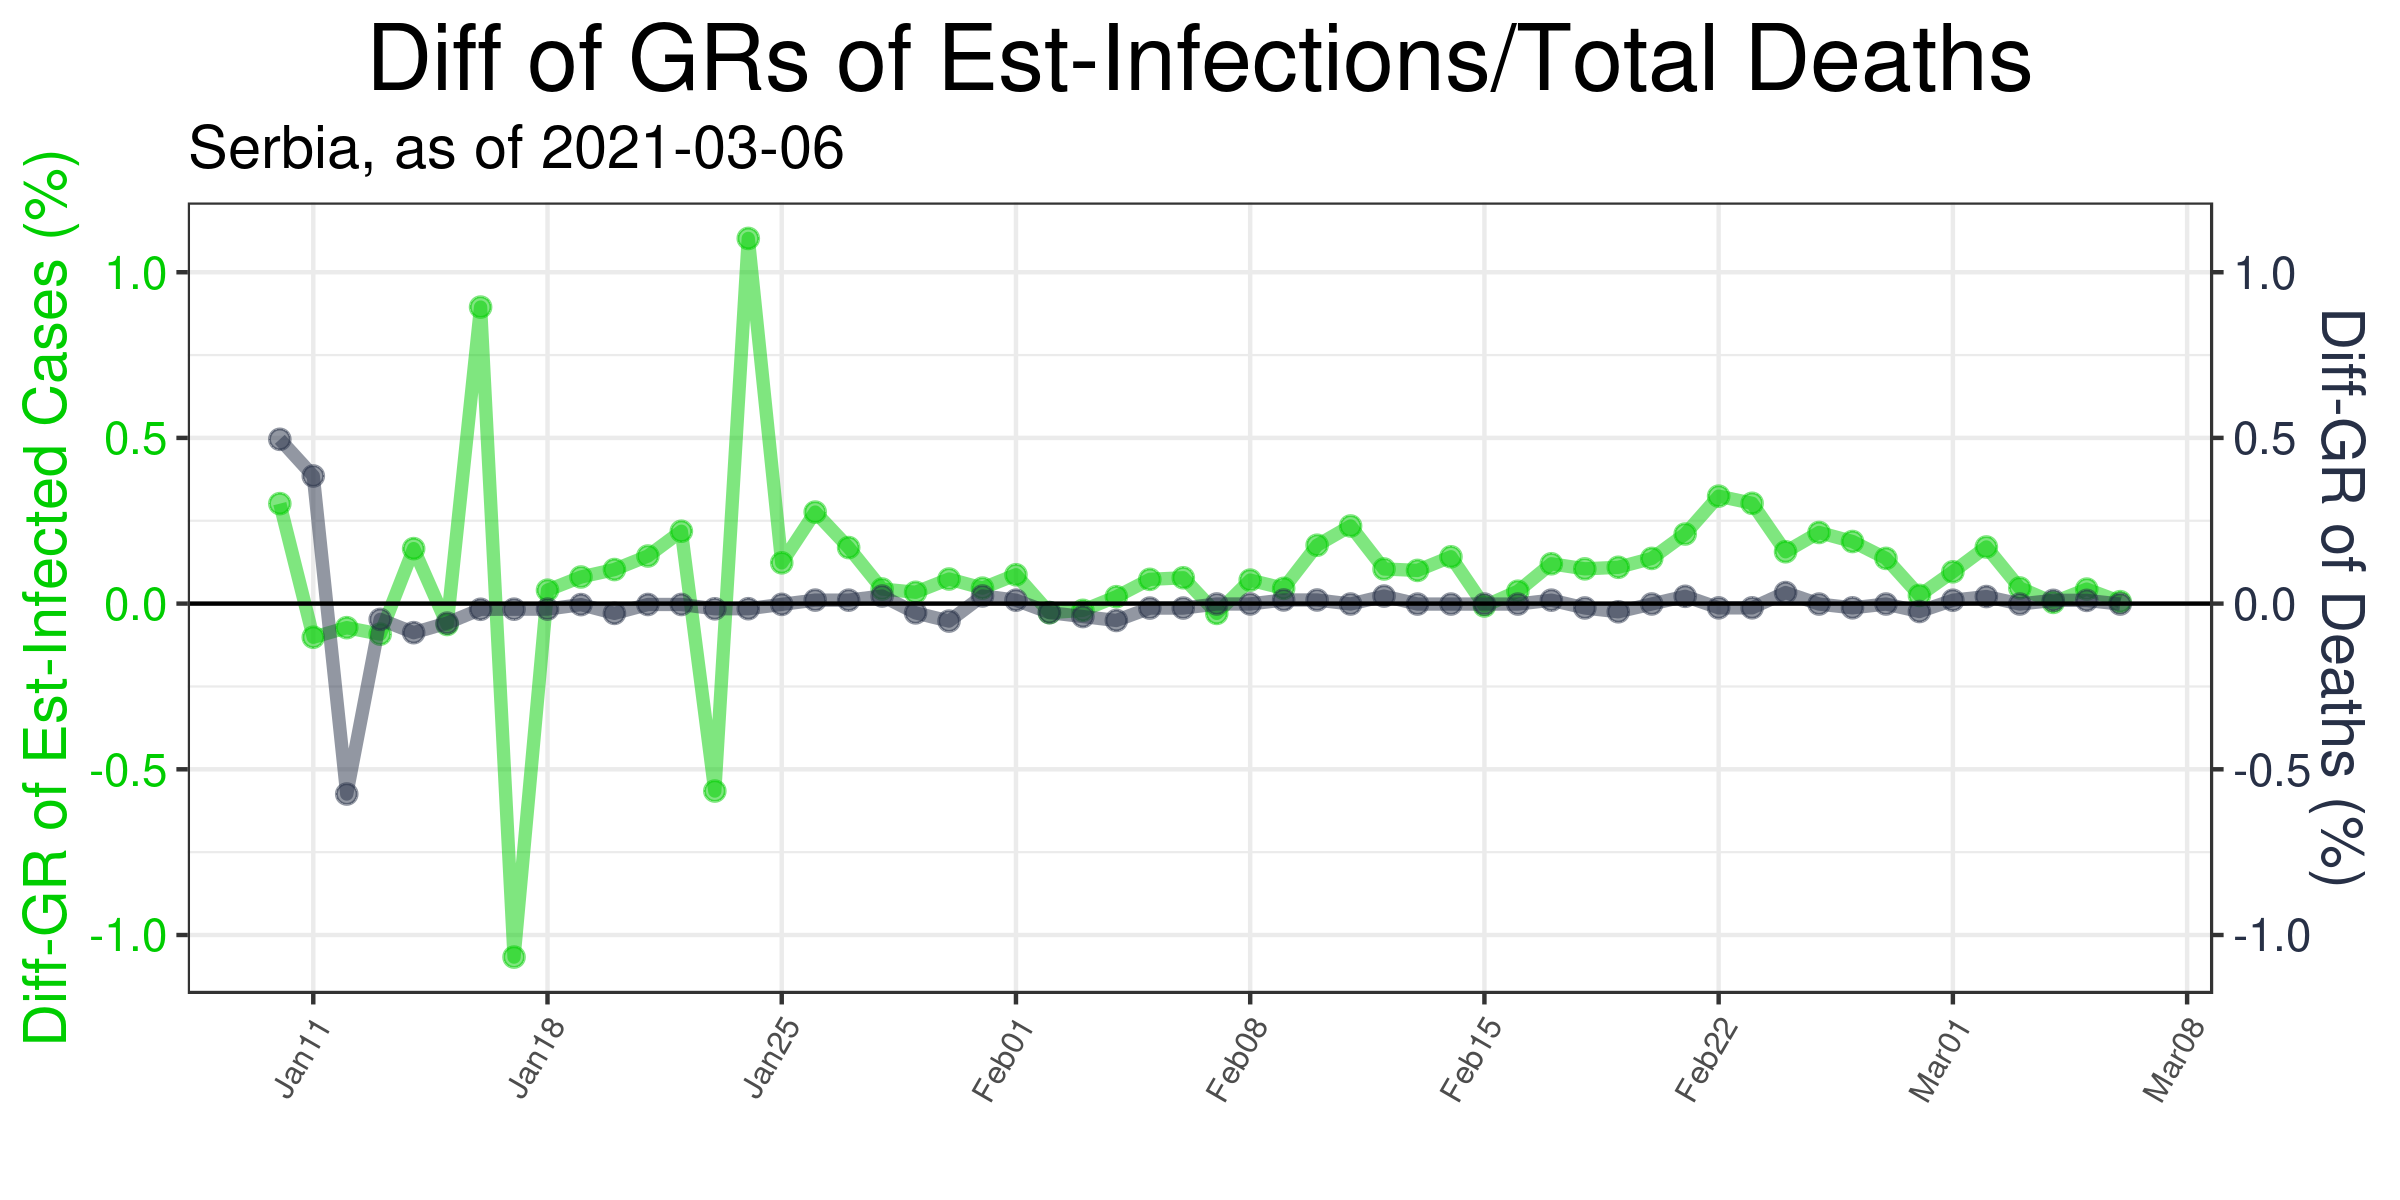 Diff of GRs of Est-Infections/Total Deaths
Serbia, as of 2021-03-06
Diff-GR of Est-Infected Cases (%)
1.0
0.5
0.0
-0.5
-1.0
1.0
0.5
0.0
-0.5
-1.0
Diff-GR of Deaths (%)
Jan11
Jan18
Jan25
Feb01
Feb08
Feb15
Feb22
Mar01
Mar08